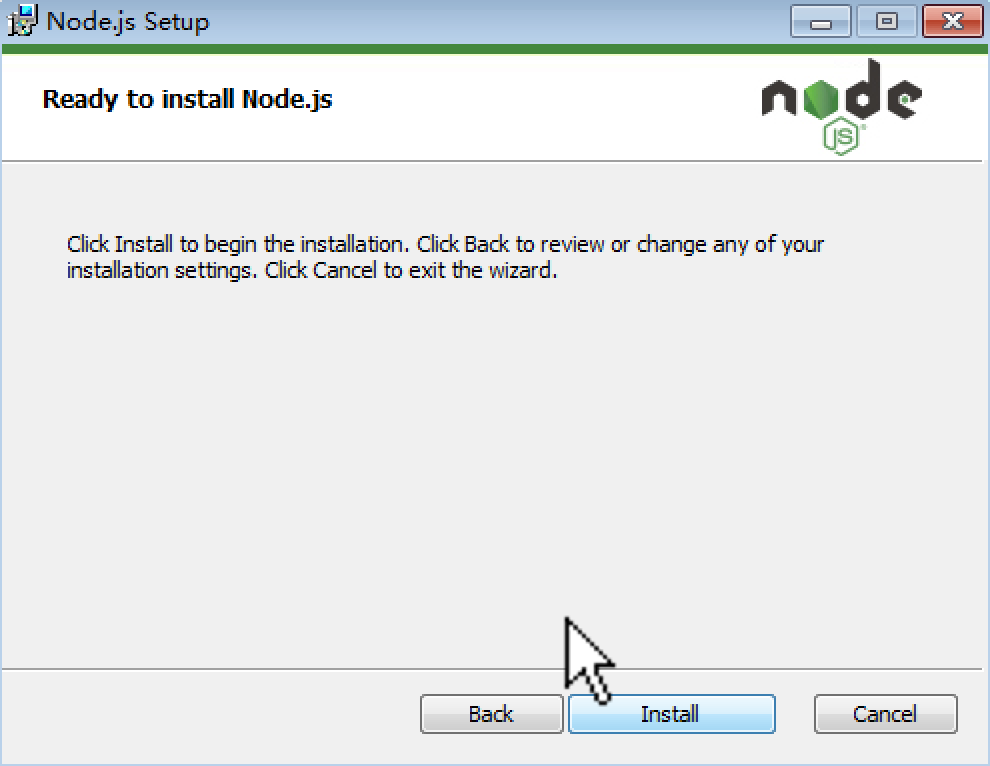 Node.js Setup
Ready to install Node.js
node
JS
Click Install to begin the installation. Click Back to review or change any of your
installation settings. Click Cancel to exit the wizard.
Back
Install
Cancel